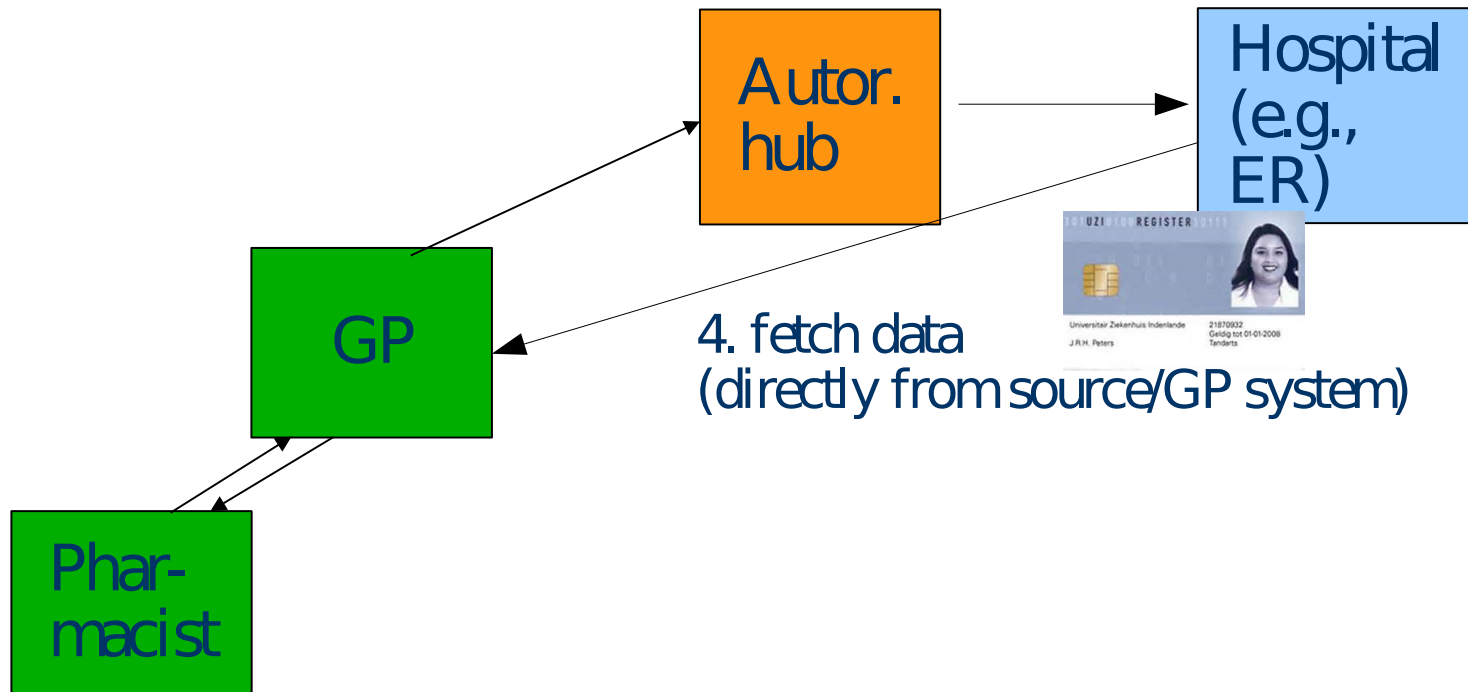 Autor.
hub
Hospital
(e.g.,
ER)
UZI REGISTER
Universitair Ziekenhuis Indenlande
J.R.H. Peters
21870932
Geldig tot 01-01-2008
Tandarts
GP
4. fetch data
(directly from source/GP system)
Phar-
macist